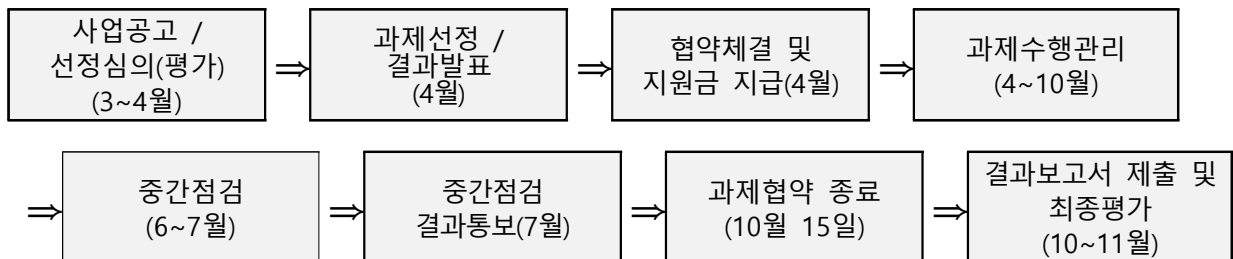 사업공고 /
선정심의(평가)
(3~4월)
⇒
과제선정 /
결과발표
(4월)
⇒
협약체결 및
지원금 지급(4월)
⇒
과제수행관리
(4~10월)
⇒
중간점검
(6~7월)
⇒
중간점검
결과통보(7월)
⇒
과제협약 종료
(10월 15일)
⇒
결과보고서 제출 및
최종평가
(10~11월)